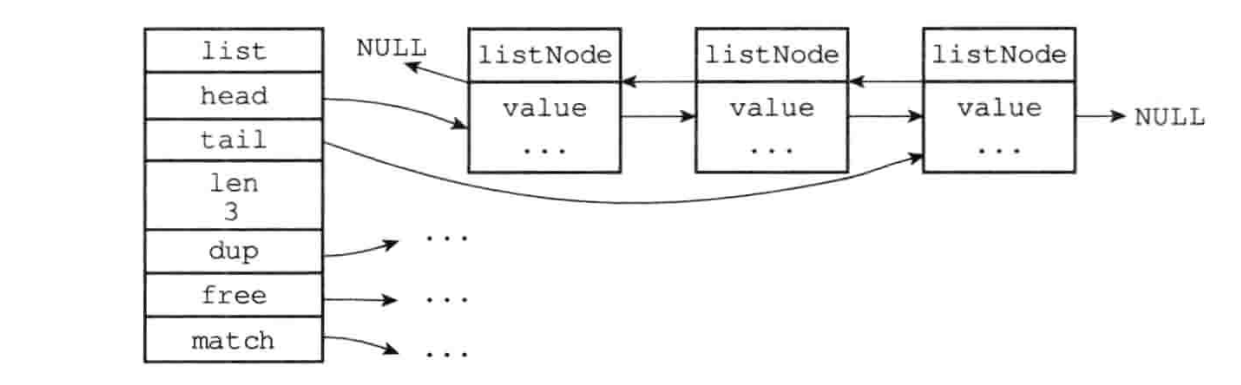 list
head
tail
len
3
dup
free
match
NULL
listNode
value
...
listNode
value
...
listNode
value
...
NULL
...
...
...